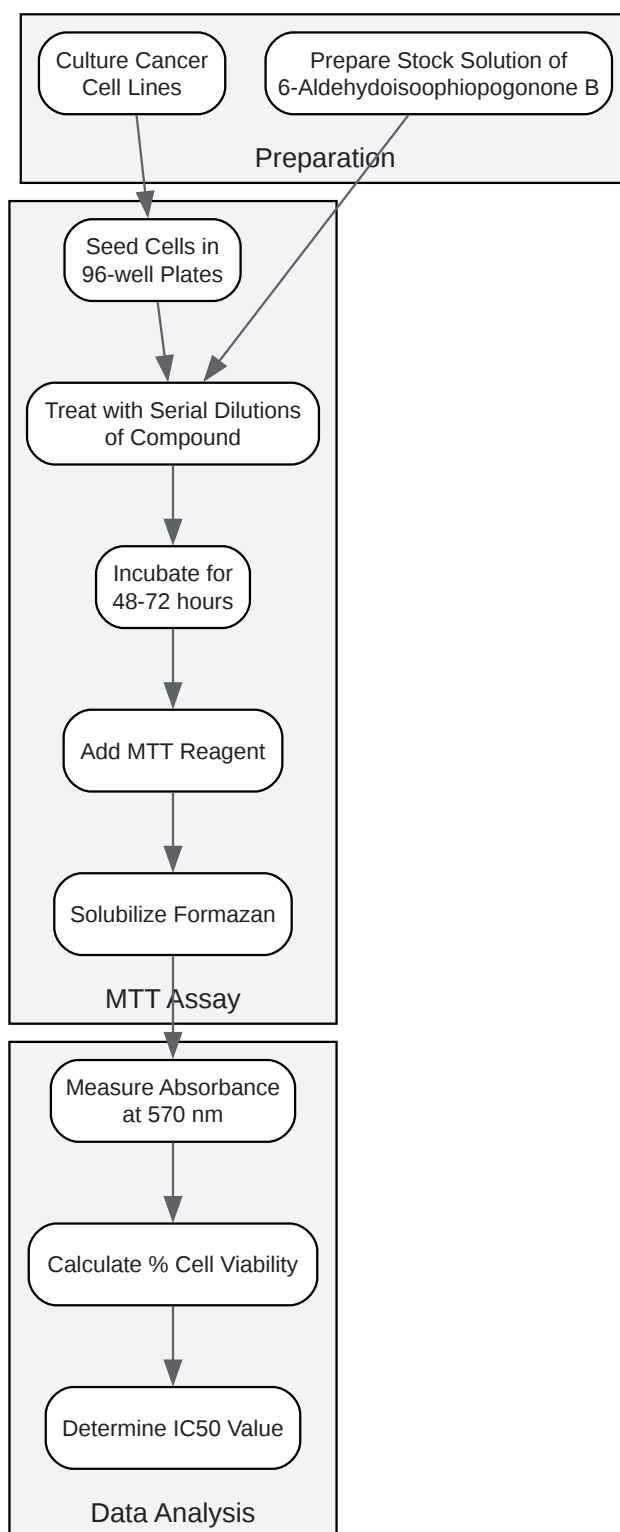 Culture Cancer
Cell Lines
Prepare Stock Solution of
6-Aldehydoisoophiopogonone B
Preparation
Seed Cells in
96-well Plates
Treat with Serial Dilutions
of Compound
Incubate for
48-72 hours
Add MTT Reagent
Solubilize Formazan
MTT Assay
Measure Absorbance
at 570 nm
Calculate % Cell Viability
Determine IC50 Value
Data Analysis